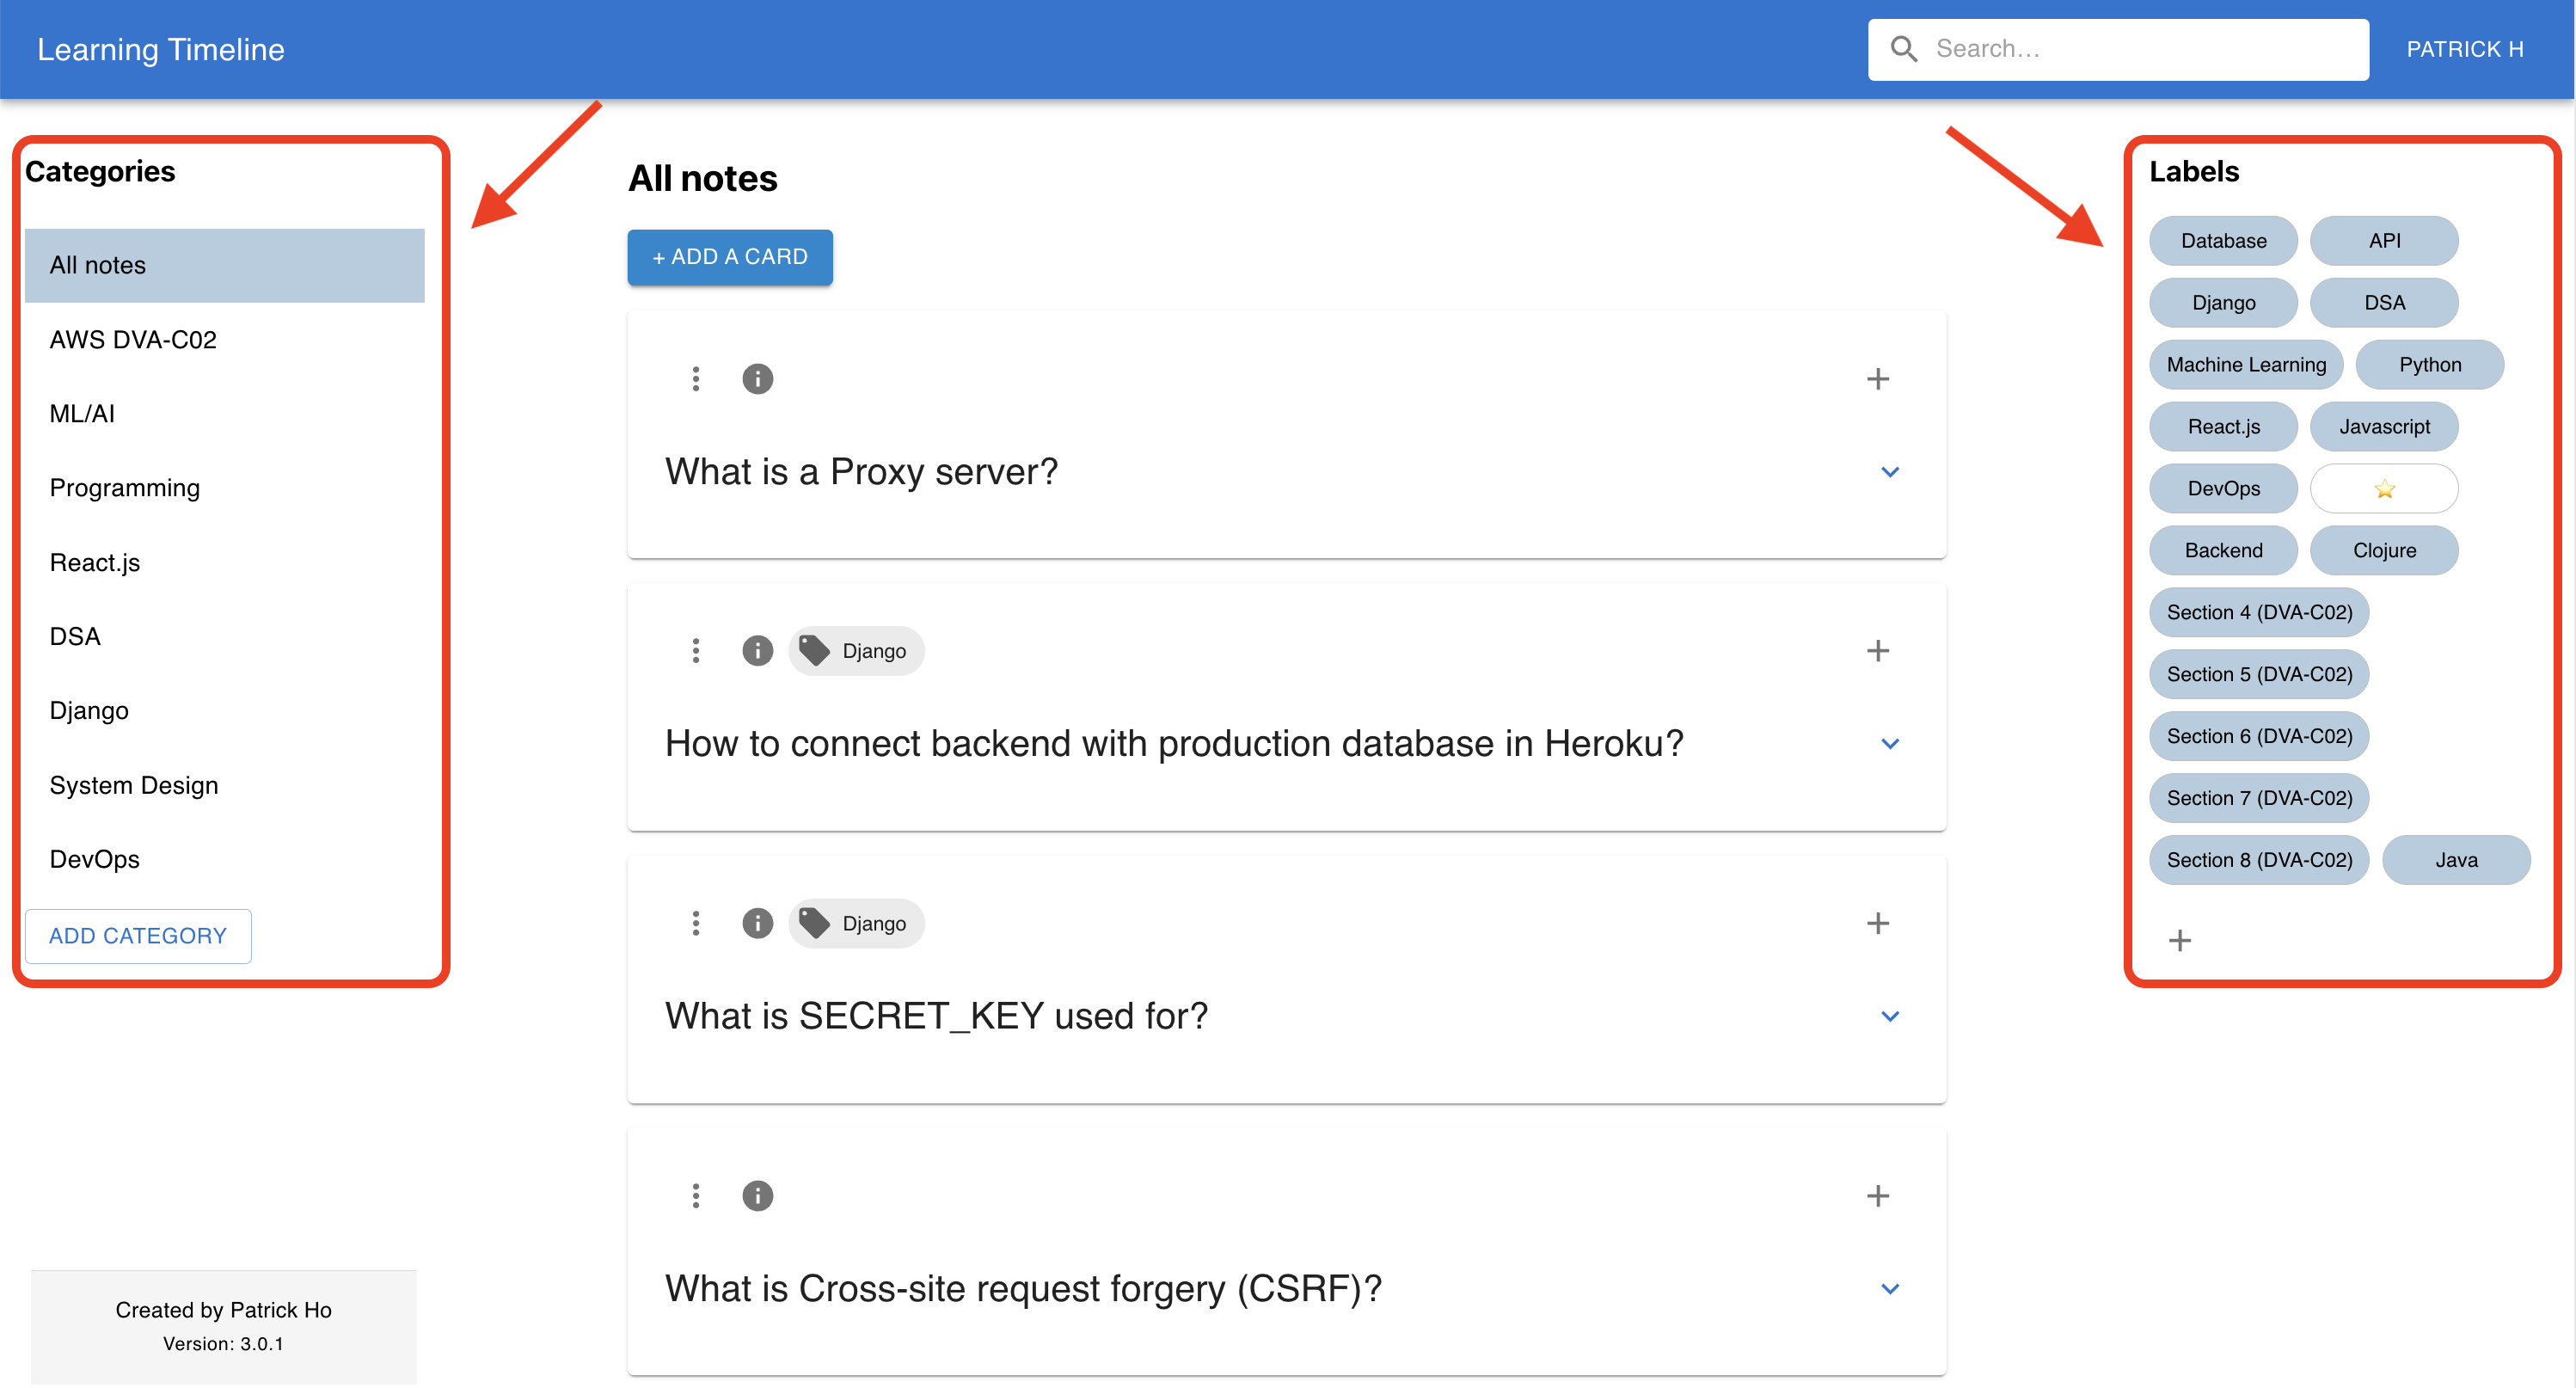 Learning Timeline
Search...
PATRICK H
Categories
All notes
AWS DVA-C02
ML/AI
Programming
React.js
DSA
Django
System Design
DevOps
ADD CATEGORY
Created by Patrick Ho
Version: 3.0.1
All notes
+ ADD A CARD
What is a Proxy server?
Django
How to connect backend with production database in Heroku?
Django
What is SECRET_KEY used for?
What is Cross-site request forgery (CSRF)?
Labels
Database API
Django DSA
Machine Learning Python
React.js Javascript
DevOps
Backend Clojure
Section 4 (DVA-C02)
Section 5 (DVA-C02)
Section 6 (DVA-C02)
Section 7 (DVA-C02)
Section 8 (DVA-C02) Java